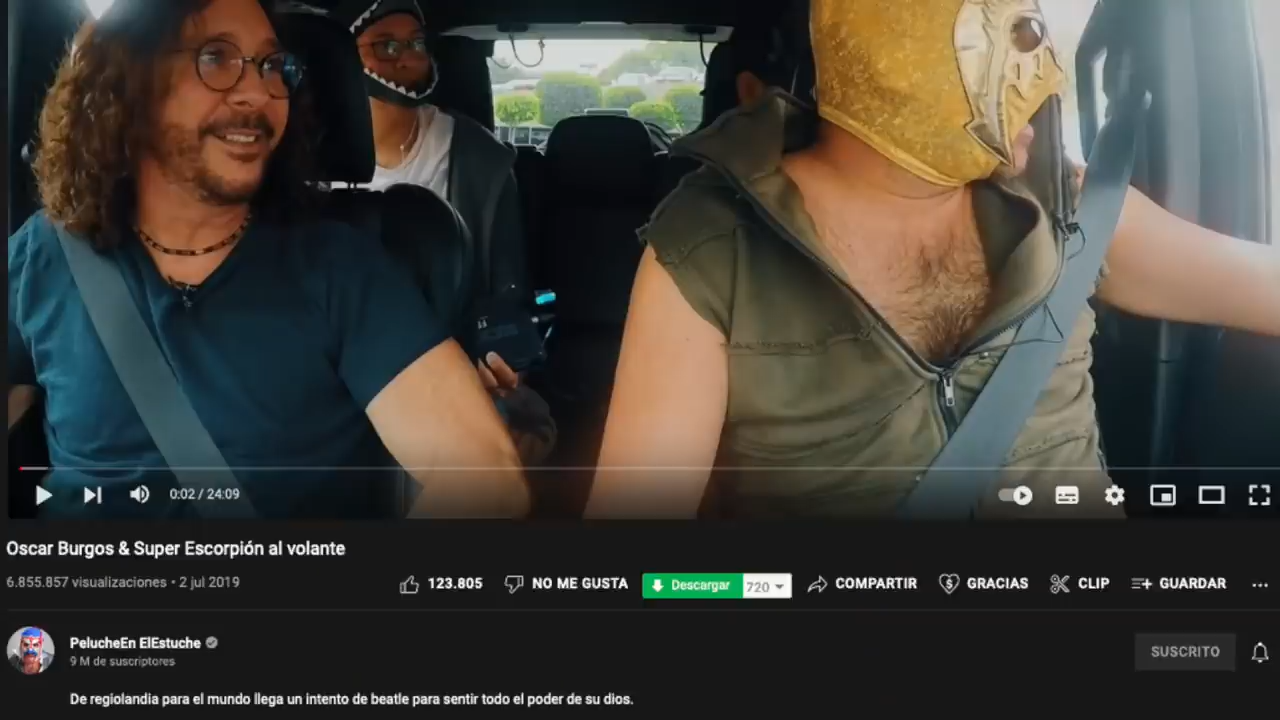 0:02 / 24:09
Oscar Burgos & Super Escorpión al volante
6.855.857 visualizaciones • 2 jul 2019
123.805
NO ME GUSTA
Descargar
720
COMPARTIR
GRACIAS
CLIP
GUARDAR
PelucheEn ElEstuche
9 M de suscriptores
SUSCRITO
De regiolandia para el mundo llega un intento de beatle para sentir todo el poder de su dios.